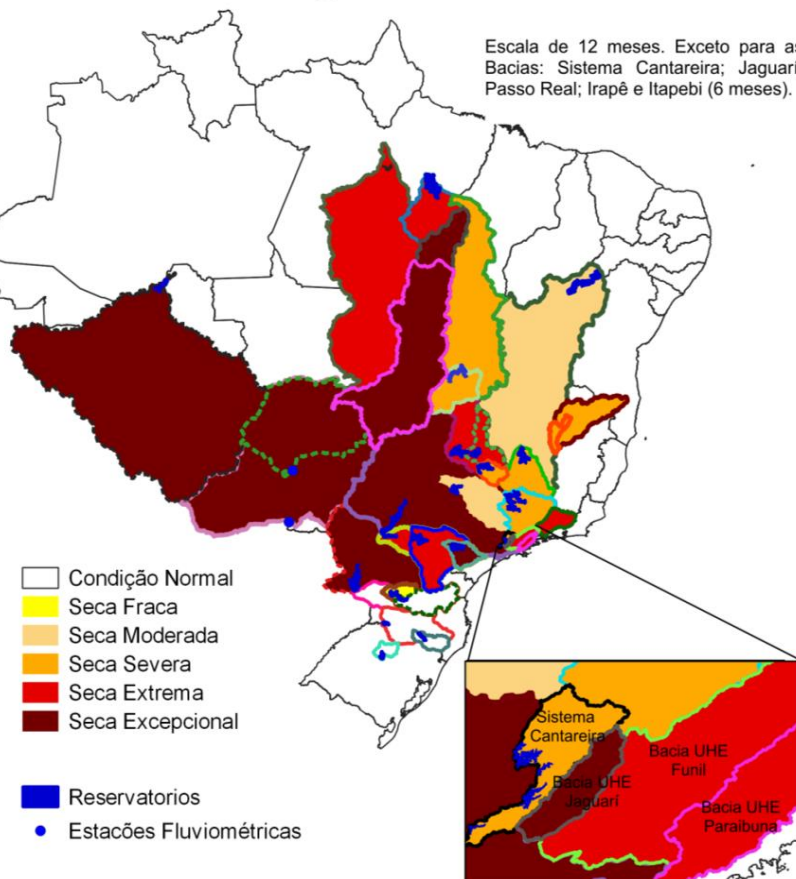 Escala de 12 meses. Exceto para as
Bacias: Sistema Cantareira; Jaguarí
Passo Real; Irapê e Itapebi (6 meses).
Condição Normal
Seca Fraca
Seca Moderada
Seca Severa
Seca Extrema
Seca Excepcional
Reservatorios
Estacões Fluviométricas
Sistema
Cantareira
Bacia UHE
Funil
Bacia UHE
Jaguarí
Bacia UHE
Paraibuna